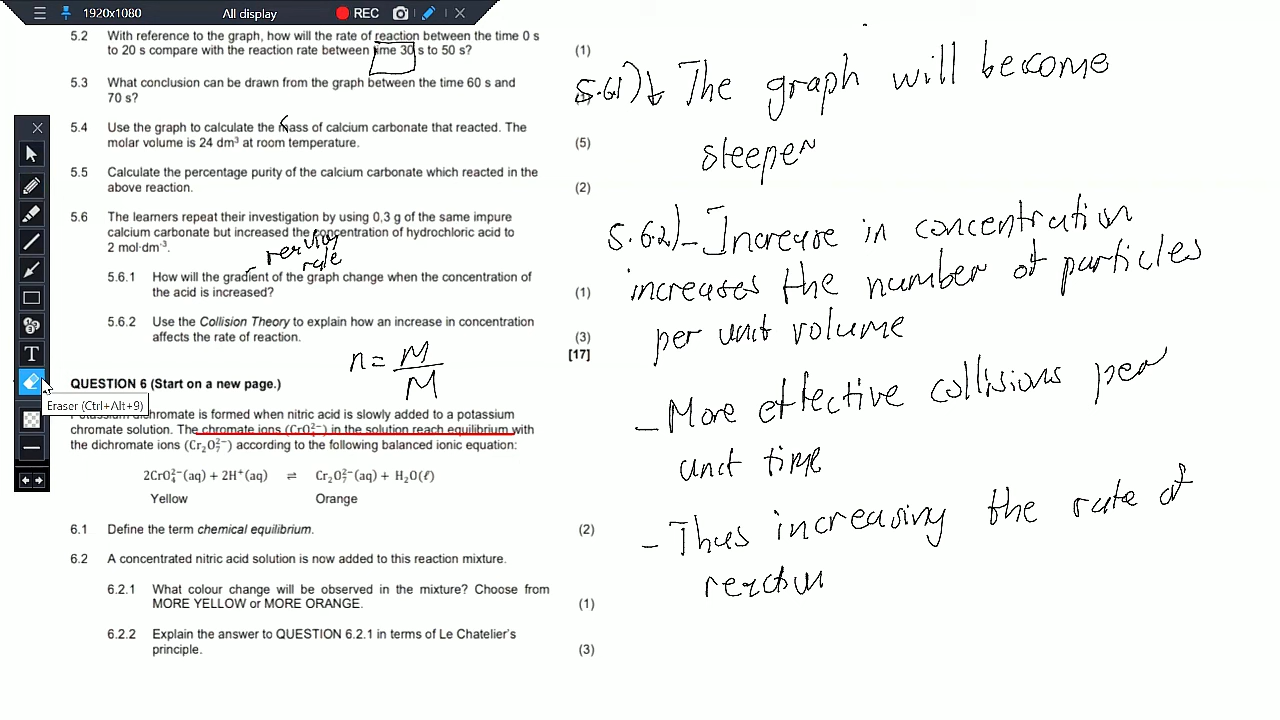 1920x1080 All display REC
5.2 With reference to the graph, how will the rate of reaction between the time 0 s
to 20 s compare with the reaction rate between time 30 s to 50 s? (1)
5.3 What conclusion can be drawn from the graph between the time 60 s and
70 s?
5.4 Use the graph to calculate the mass of calcium carbonate that reacted. The
molar volume is 24 dm³ at room temperature. (5)
5.5 Calculate the percentage purity of the calcium carbonate which reacted in the
above reaction. (2)
5.6 The learners repeat their investigation by using 0,3 g of the same impure
calcium carbonate but increased the concentration of hydrochloric acid to
2 mol·dm⁻³.
rate
5.6.1 How will the gradient of the graph change when the concentration of
the acid is increased? (1)
5.6.2 Use the Collision Theory to explain how an increase in concentration
affects the rate of reaction. (3)
[17]
n = M / M
QUESTION 6 (Start on a new page.)
Eraser (Ctrl+Alt+9)
Potassium dichromate is formed when nitric acid is slowly added to a potassium
chromate solution. The chromate ions (CrO₄²⁻) in the solution reach equilibrium with
the dichromate ions (Cr₂O₇²⁻) according to the following balanced ionic equation:
2CrO₄²⁻(aq) + 2H⁺(aq) ⇌ Cr₂O₇²⁻(aq) + H₂O(ℓ)
Yellow Orange
6.1 Define the term chemical equilibrium. (2)
6.2 A concentrated nitric acid solution is now added to this reaction mixture.
6.2.1 What colour change will be observed in the mixture? Choose from
MORE YELLOW or MORE ORANGE. (1)
6.2.2 Explain the answer to QUESTION 6.2.1 in terms of Le Chatelier's
principle. (3)
5.6.1) The graph will become
steeper
5.6.2) - Increase in concentration
increases the number of particles
per unit volume
- More effective collisions per
unit time
- Thus increasing the rate of
reaction